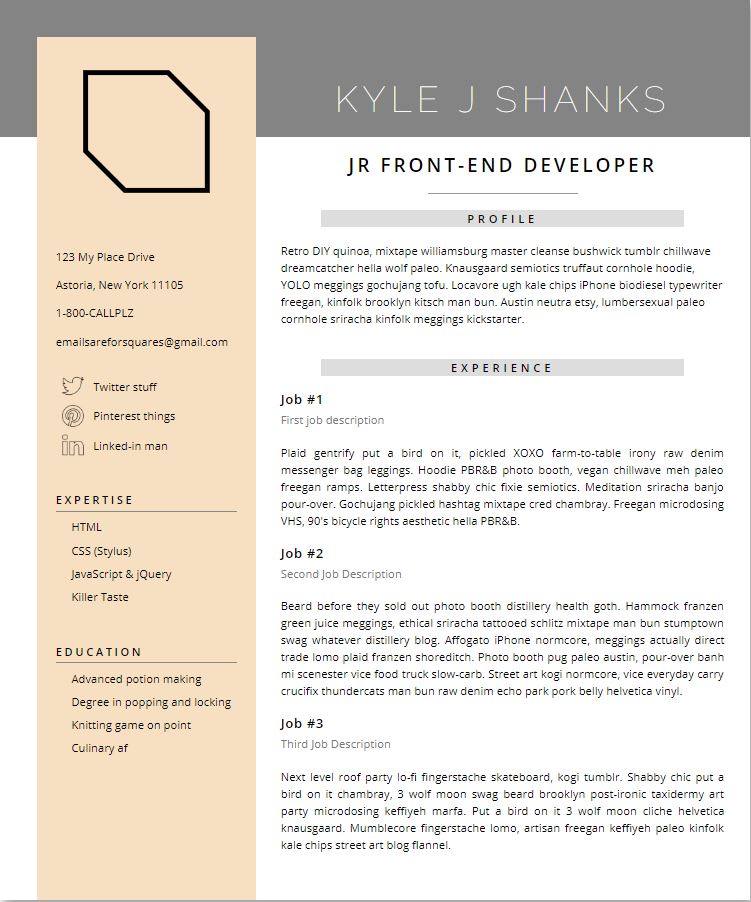 KYLE J SHANKS
JR FRONT-END DEVELOPER
123 My Place Drive
Astoria, New York 11105
1-800-CALLPLZ
emailsareforsquares@gmail.com
Twitter stuff
Pinterest things
in
Linked-in man
EXPERTISE
HTML
CSS (Stylus)
JavaScript & jQuery
Killer Taste
EDUCATION
Advanced potion making
Degree in popping and locking
Knitting game on point
Culinary af
PROFILE
Retro DIY quinoa, mixtape williamsburg master cleanse bushwick tumblr chillwave
dreamcatcher hella wolf paleo. Knausgaard semiotics truffaut cornhole hoodie,
YOLO meggings gochujang tofu. Locavore ugh kale chips iPhone biodiesel typewriter
freegan, kinfolk brooklyn kitsch man bun. Austin neutra etsy, lumbersexual paleo
cornhole sriracha kinfolk meggings kickstarter.
EXPERIENCE
Job #1
First job description
Plaid gentrify put a bird on it, pickled XOXO farm-to-table irony raw denim
messenger bag leggings. Hoodie PBR&B photo booth, vegan chillwave meh paleo
freegan ramps. Letterpress shabby chic fixie semiotics. Meditation sriracha banjo
pour-over. Gochujang pickled hashtag mixtape cred chambray. Freegan microdosing
VHS, 90's bicycle rights aesthetic hella PBR&B.
Job #2
Second Job Description
Beard before they sold out photo booth distillery health goth. Hammock franzen
green juice meggings, ethical sriracha tattooed schlitz mixtape man bun stumptown
swag whatever distillery blog. Affogato iPhone normcore, meggings actually direct
trade lomo plaid franzen shoreditch. Photo booth pug paleo austin, pour-over banh
mi scenester vice food truck slow-carb. Street art kogi normcore, vice everyday carry
crucifix thundercats man bun raw denim echo park pork belly helvetica vinyl.
Job #3
Third Job Description
Next level roof party lo-fi fingerstache skateboard, kogi tumblr. Shabby chic put a
bird on it chambray, 3 wolf moon swag beard brooklyn post-ironic taxidermy art
party microdosing keffiyeh marfa. Put a bird on it 3 wolf moon cliche helvetica
knausgaard. Mumblecore fingerstache lomo, artisan freegan keffiyeh paleo kinfolk
kale chips street art blog flannel.